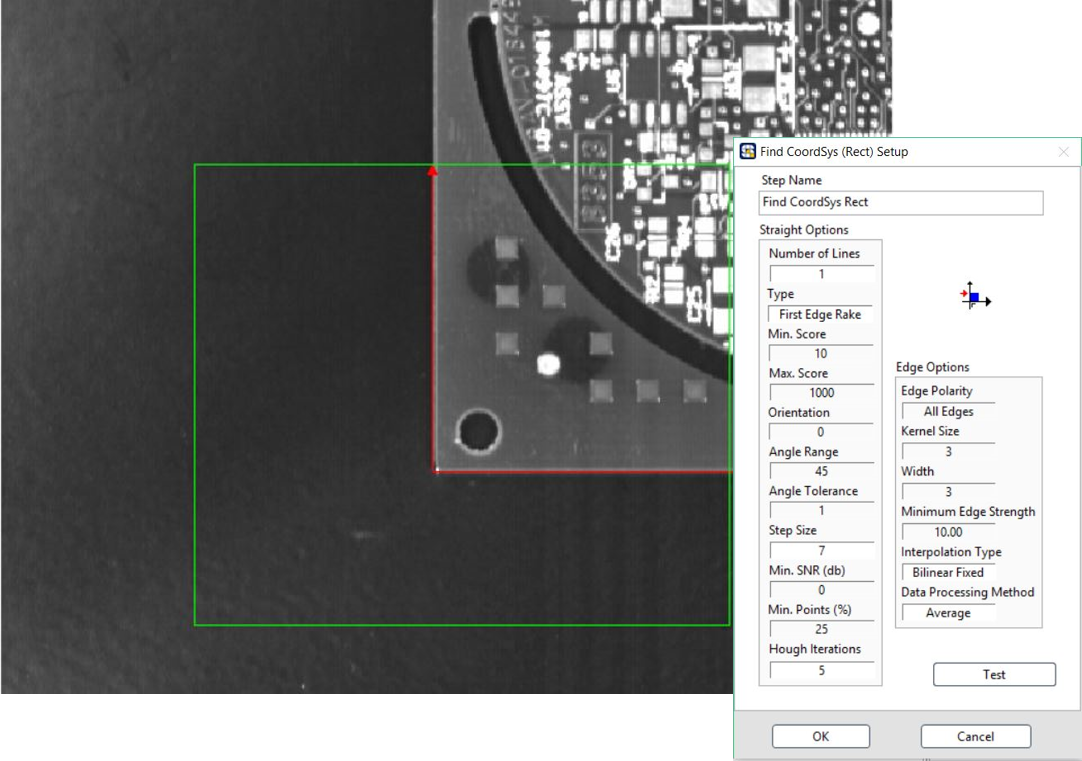 Find CoordSys (Rect) Setup
Step Name
Find CoordSys Rect
Straight Options
Number of Lines
1
Type
First Edge Rake
Min. Score
10
Max. Score
1000
Orientation
0
Angle Range
45
Angle Tolerance
1
Step Size
7
Min. SNR (db)
0
Min. Points (%)
25
Hough Iterations
5
Edge Options
Edge Polarity
All Edges
Kernel Size
3
Width
3
Minimum Edge Strength
10.00
Interpolation Type
Bilinear Fixed
Data Processing Method
Average
Test
OK
Cancel